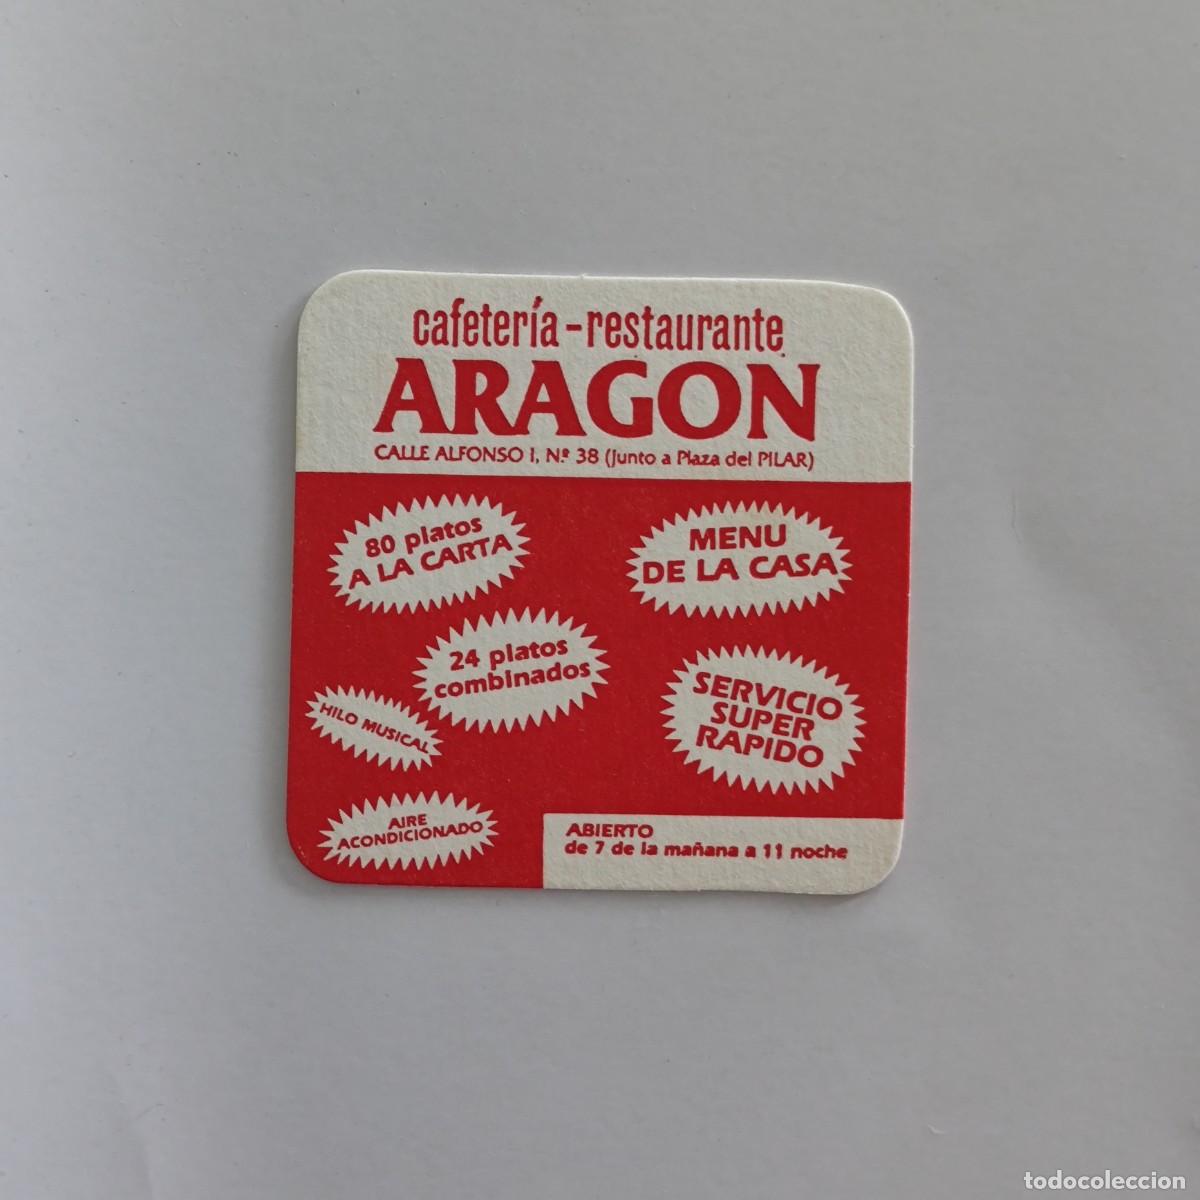 cafetería-restaurante
ARAGON
CALLE ALFONSO I, Nº 38 (Junto a Plaza del PILAR)
80 platos
A LA CARTA
MENU
DE LA CASA
24 platos
combinados
SERVICIO
SUPER
RAPIDO
HILO MUSICAL
AIRE
ACONDICIONADO
ABIERTO
de 7 de la mañana a 11 noche
todocoleccion